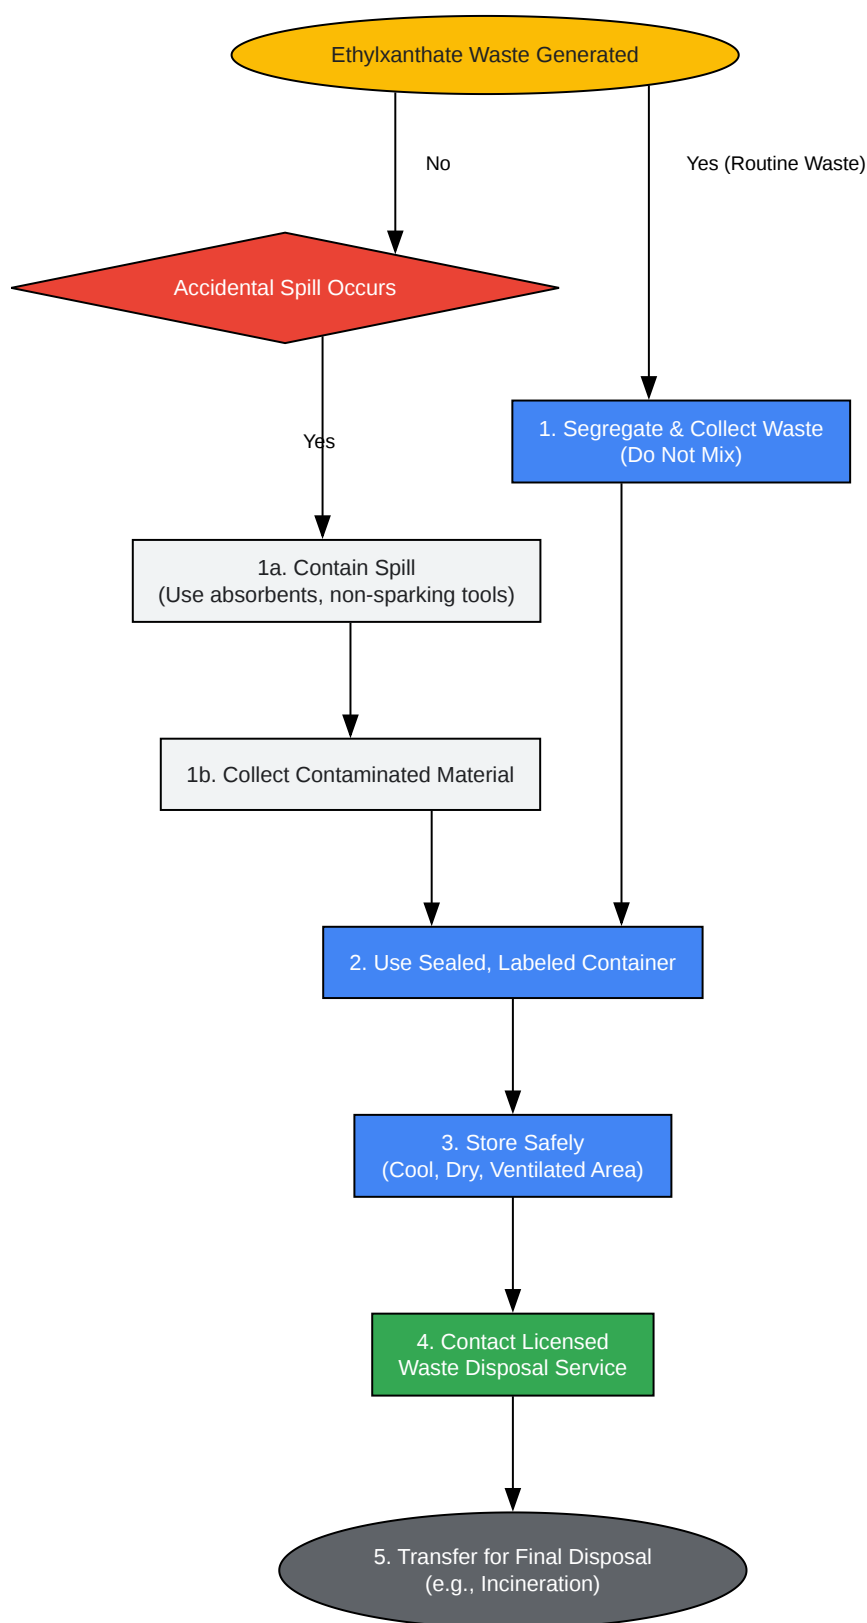 Ethylxanthate Waste Generated
No
Yes (Routine Waste)
Accidental Spill Occurs
1. Segregate & Collect Waste
(Do Not Mix)
Yes
1a. Contain Spill
(Use absorbents, non-sparking tools)
1b. Collect Contaminated Material
2. Use Sealed, Labeled Container
3. Store Safely
(Cool, Dry, Ventilated Area)
4. Contact Licensed
Waste Disposal Service
5. Transfer for Final Disposal
(e.g., Incineration)